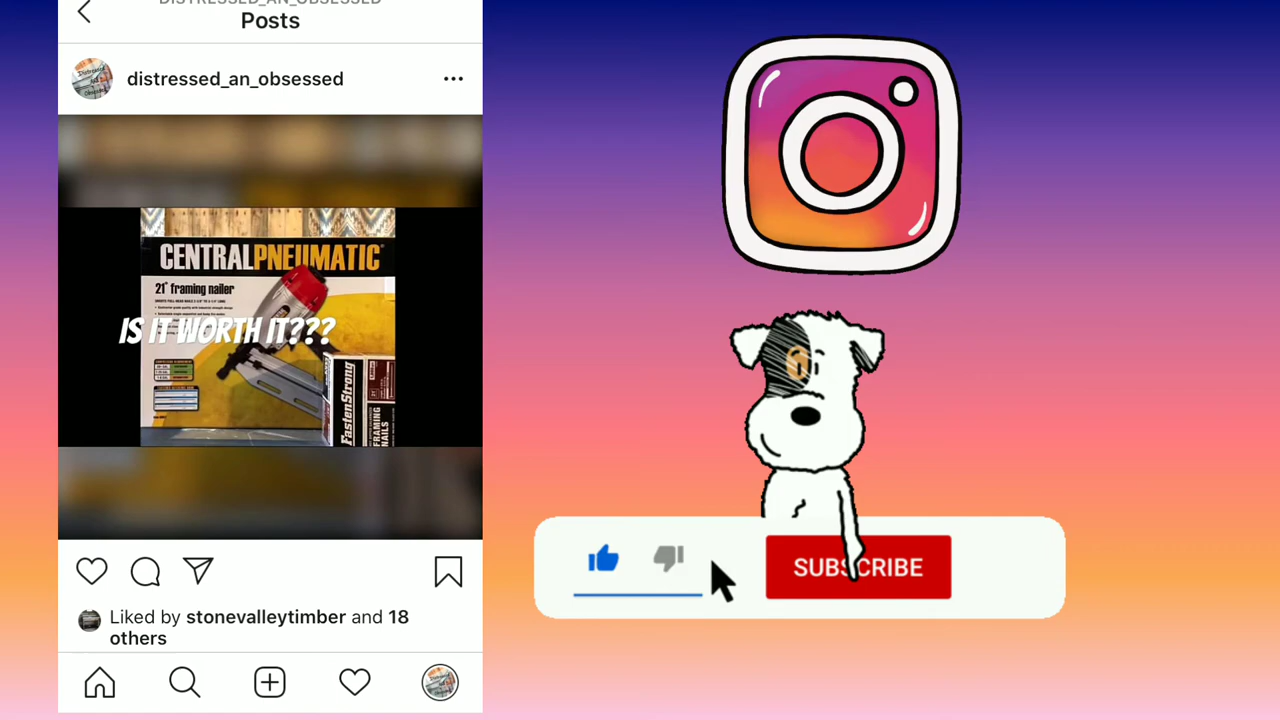 DISTRESSED_AN_OBSESSED
Posts
distressed_an_obsessed
CENTRALPNEUMATIC
21° framing nailer
IS IT WORTH IT???
FastenStrong
FRAMING
NAILS
Liked by stonevalleytimber and 18
others
SUBSCRIBE